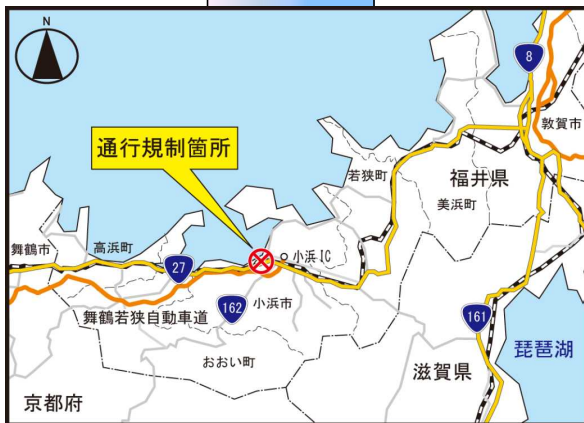 N
8
敦賀市
通行規制箇所
若狭町
福井県
美浜町
舞鶴市
高浜町
小浜IC
27
162
小浜市
161
舞鶴若狭自動車道
おおい町
琵琶湖
滋賀県
京都府